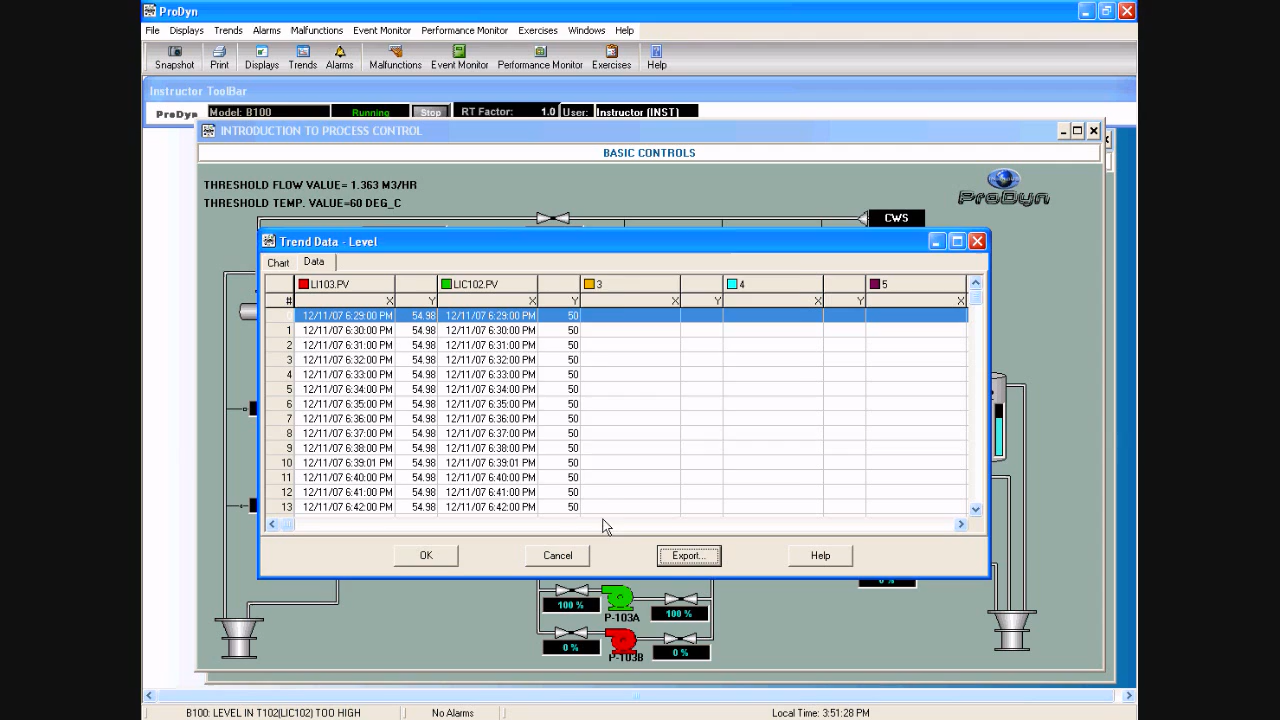 ProDyn
File Displays Trends Alarms Malfunctions Event Monitor Performance Monitor Exercises Windows Help
Snapshot Print Displays Trends Alarms Malfunctions Event Monitor Performance Monitor Exercises Help
Instructor ToolBar
ProDyn Model: B100 Running Stop RT Factor: 1.0 User: Instructor (INST)
INTRODUCTION TO PROCESS CONTROL
BASIC CONTROLS
THRESHOLD FLOW VALUE= 1.363 M3/HR
THRESHOLD TEMP. VALUE=60 DEG_C
ProDyn
CWS
Trend Data - Level
Chart Data
LI103.PV LIC102.PV 3 4 5
# X Y X Y X Y X Y X
0 12/11/07 6:29:00 PM 54.98 12/11/07 6:29:00 PM 50
1 12/11/07 6:30:00 PM 54.98 12/11/07 6:30:00 PM 50
2 12/11/07 6:31:00 PM 54.98 12/11/07 6:31:00 PM 50
3 12/11/07 6:32:00 PM 54.98 12/11/07 6:32:00 PM 50
4 12/11/07 6:33:00 PM 54.98 12/11/07 6:33:00 PM 50
5 12/11/07 6:34:00 PM 54.98 12/11/07 6:34:00 PM 50
6 12/11/07 6:35:00 PM 54.98 12/11/07 6:35:00 PM 50
7 12/11/07 6:36:00 PM 54.98 12/11/07 6:36:00 PM 50
8 12/11/07 6:37:00 PM 54.98 12/11/07 6:37:00 PM 50
9 12/11/07 6:38:00 PM 54.98 12/11/07 6:38:00 PM 50
10 12/11/07 6:39:01 PM 54.98 12/11/07 6:39:01 PM 50
11 12/11/07 6:40:00 PM 54.98 12/11/07 6:40:00 PM 50
12 12/11/07 6:41:00 PM 54.98 12/11/07 6:41:00 PM 50
13 12/11/07 6:42:00 PM 54.98 12/11/07 6:42:00 PM 50
OK Cancel Export... Help
0 %
100 % 100 %
P-103A
0 % 0 %
P-103B
B100: LEVEL IN T102(LIC102) TOO HIGH No Alarms Local Time: 3:51:28 PM